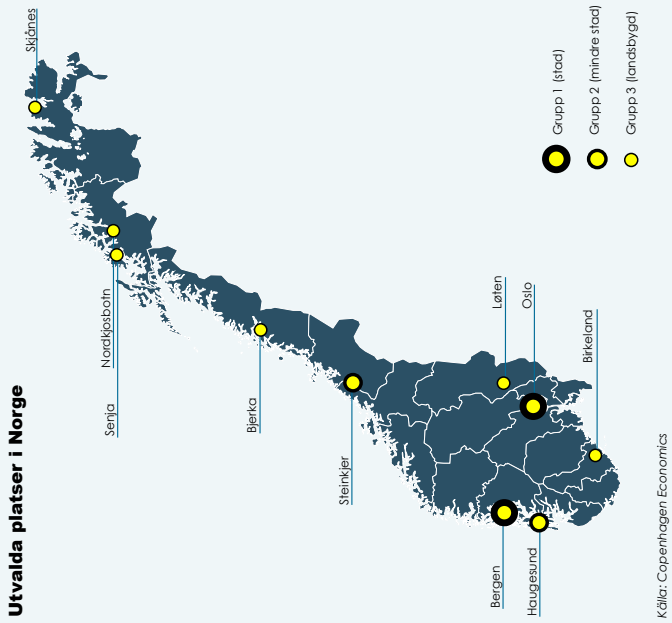 Utvalda platser i Norge
Skjånes
Nordkjosbotn
Senja
Bjerka
Steinkjer
Løten
Oslo
Birkeland
Bergen
Haugesund
Grupp 1 (stad)
Grupp 2 (mindre stad)
Grupp 3 (landsbygd)
Källa: Copenhagen Economics